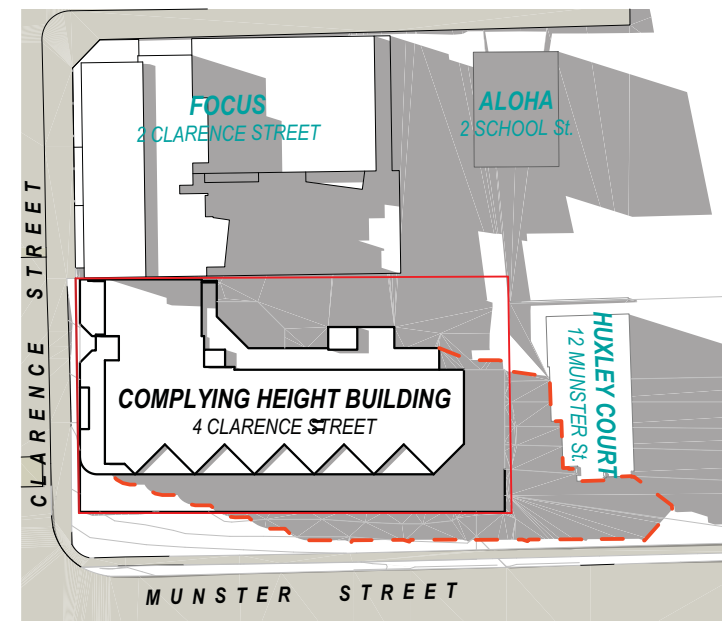 FOCUS
2 CLARENCE STREET
ALOHA
2 SCHOOL St.
CLARENCE STREET
HUXLEY COURT
12 MUNSTER St.
COMPLYING HEIGHT BUILDING
4 CLARENCE STREET
MUNSTER STREET